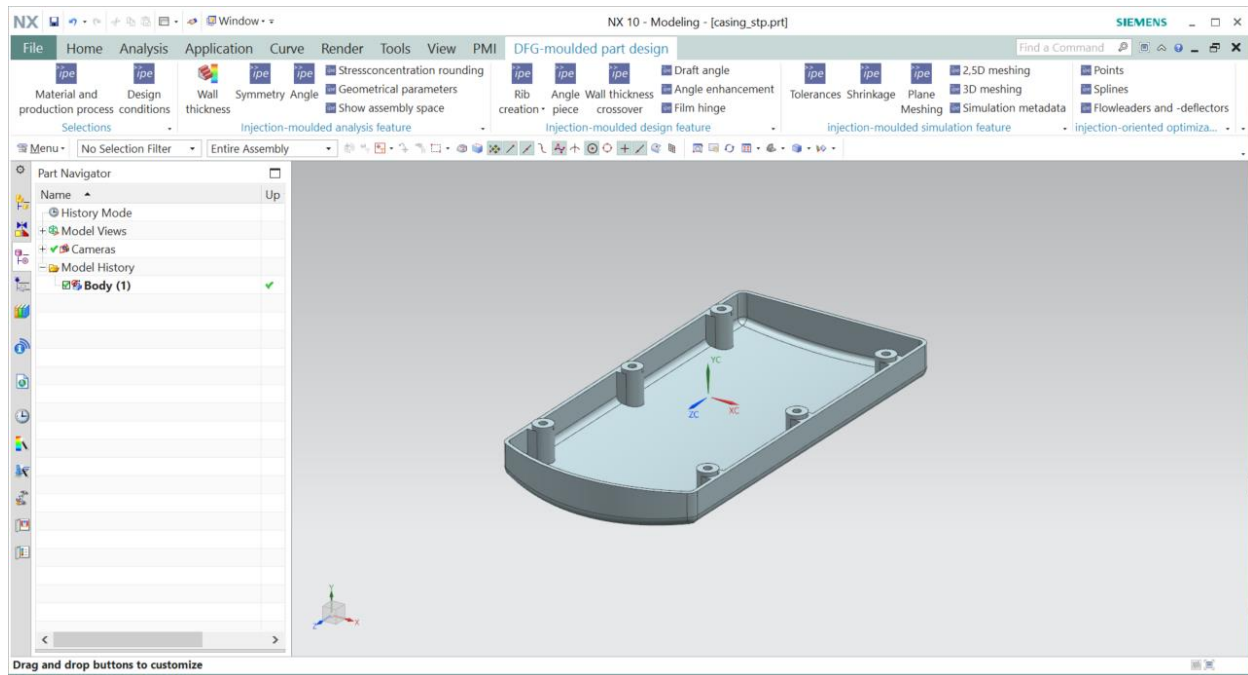 NX Window NX 10 - Modeling - [casing_stp.prt] SIEMENS
File Home Analysis Application Curve Render Tools View PMI DFG-moulded part design Find a Command
Material and production process
Design conditions
Selections
Wall thickness
Symmetry
Angle
Stressconcentration rounding
Geometrical parameters
Show assembly space
Injection-moulded analysis feature
Rib creation
Angle piece
Wall thickness crossover
Draft angle
Angle enhancement
Film hinge
Injection-moulded design feature
Tolerances
Shrinkage
Plane Meshing
2,5D meshing
3D meshing
Simulation metadata
injection-moulded simulation feature
Points
Splines
Flowleaders and -deflectors
injection-oriented optimiza...
Menu No Selection Filter Entire Assembly
Part Navigator
Name Up
History Mode
Model Views
Cameras
Model History
Body (1)
YC
ZC XC
Y
Z X
Drag and drop buttons to customize